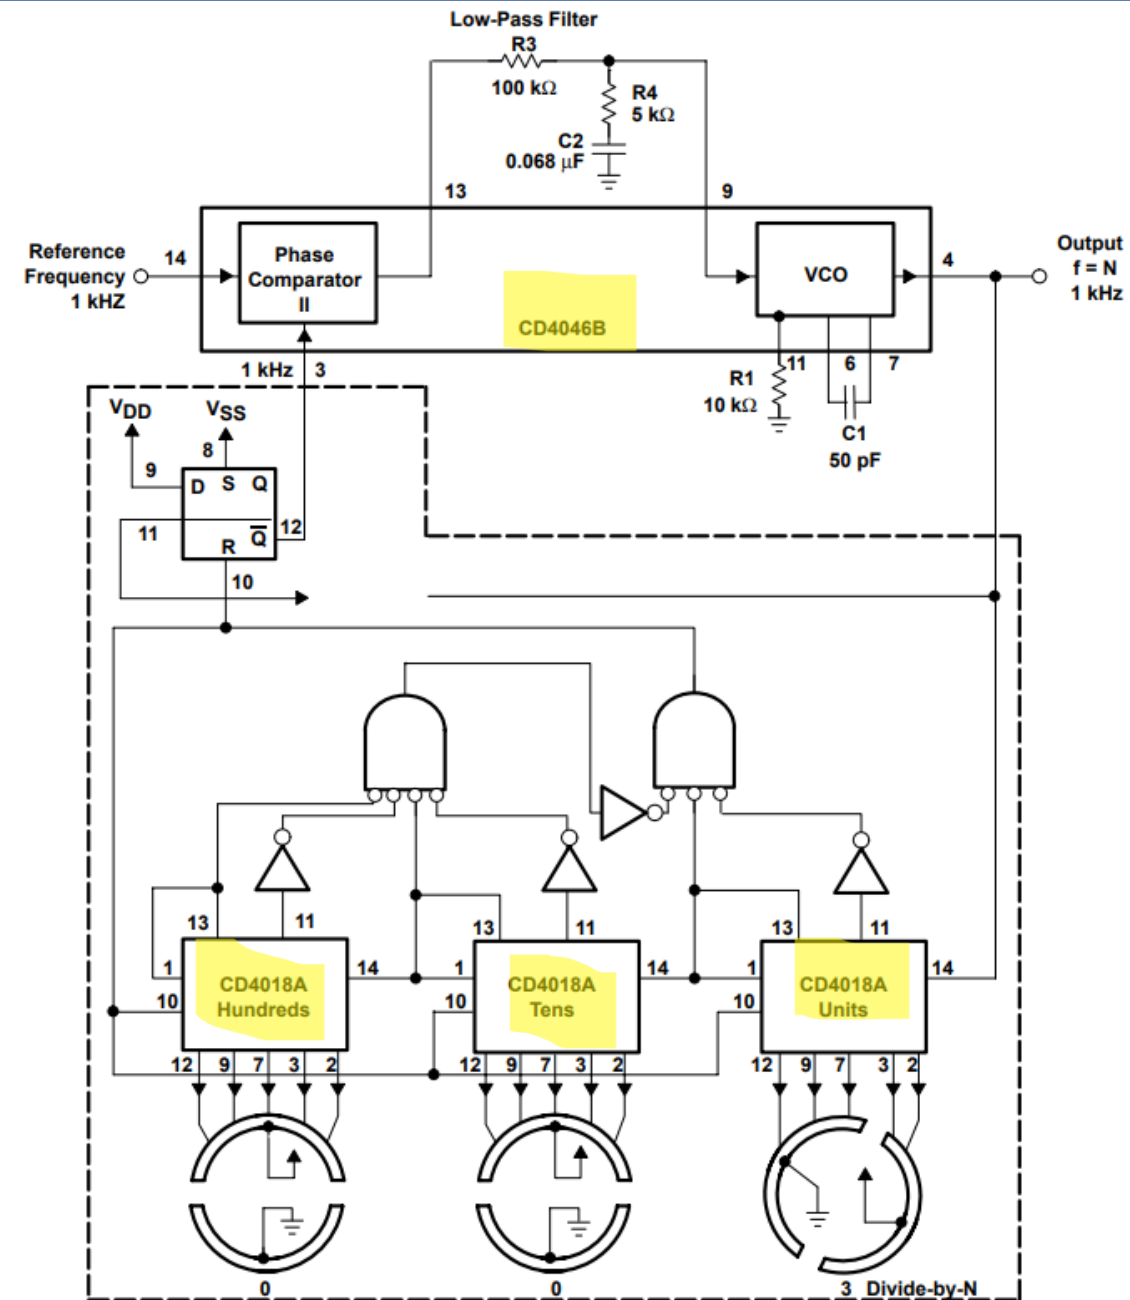 Low-Pass Filter
R3
100 kΩ
R4
5 kΩ
C2
0.068 μF
13
9
Reference
Frequency
1 kHZ
14
Phase
Comparator
II
CD4046B
VCO
4
Output
f = N
1 kHz
1 kHz
3
11
6
7
R1
10 kΩ
C1
50 pF
VDD
VSS
8
9
D
S
Q
11
12
R
Q̅
10
13
11
13
11
13
11
1
CD4018A
Hundreds
14
10
1
CD4018A
Tens
14
10
1
CD4018A
Units
14
10
12
9
7
3
2
12
9
7
3
2
12
9
7
3
2
0
0
3 Divide-by-N